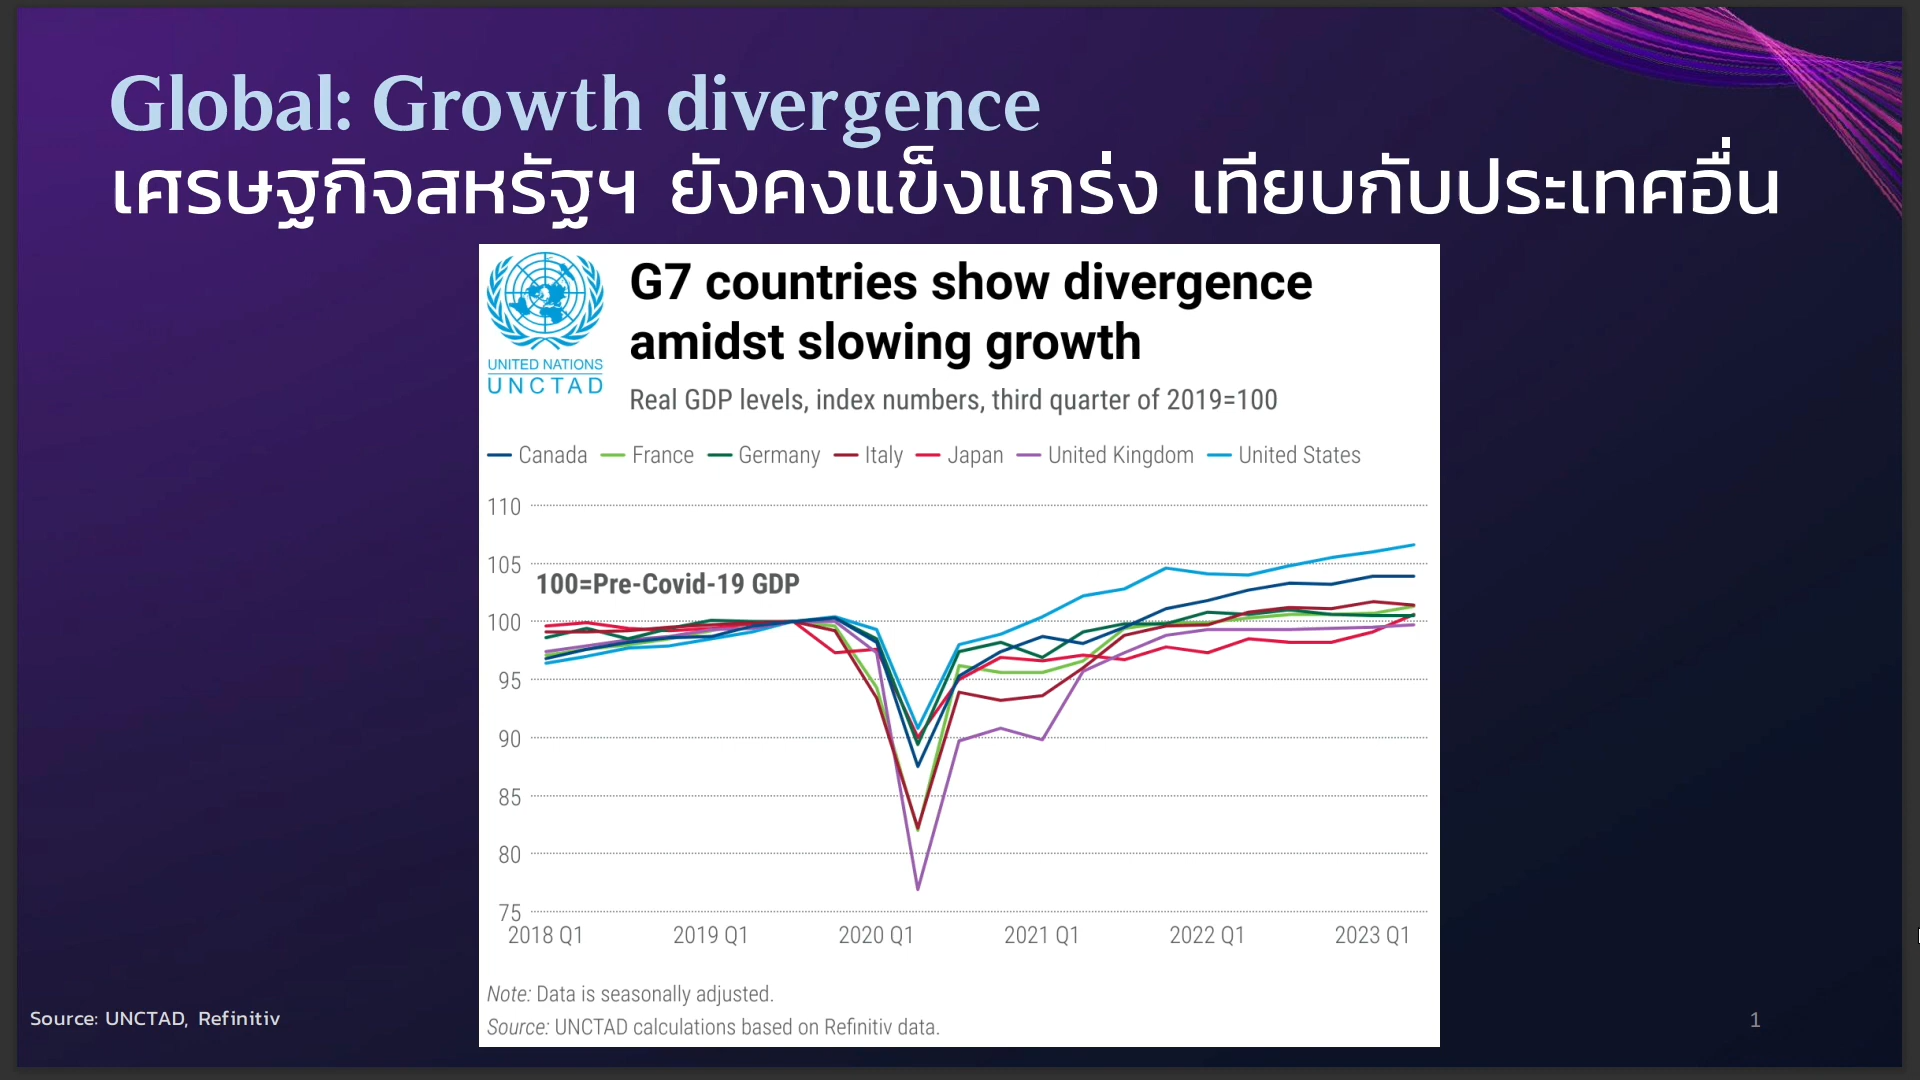 Global: Growth divergence
เศรษฐกิจสหรัฐฯ ยังคงแข็งแกร่ง เทียบกับประเทศอื่น
UNITED NATIONS
UNCTAD
G7 countries show divergence
amidst slowing growth
Real GDP levels, index numbers, third quarter of 2019=100
Canada France Germany Italy Japan United Kingdom United States
110
105
100=Pre-Covid-19 GDP
100
95
90
85
80
75
2018 Q1 2019 Q1 2020 Q1 2021 Q1 2022 Q1 2023 Q1
Note: Data is seasonally adjusted.
Source: UNCTAD calculations based on Refinitiv data.
Source: UNCTAD, Refinitiv
1